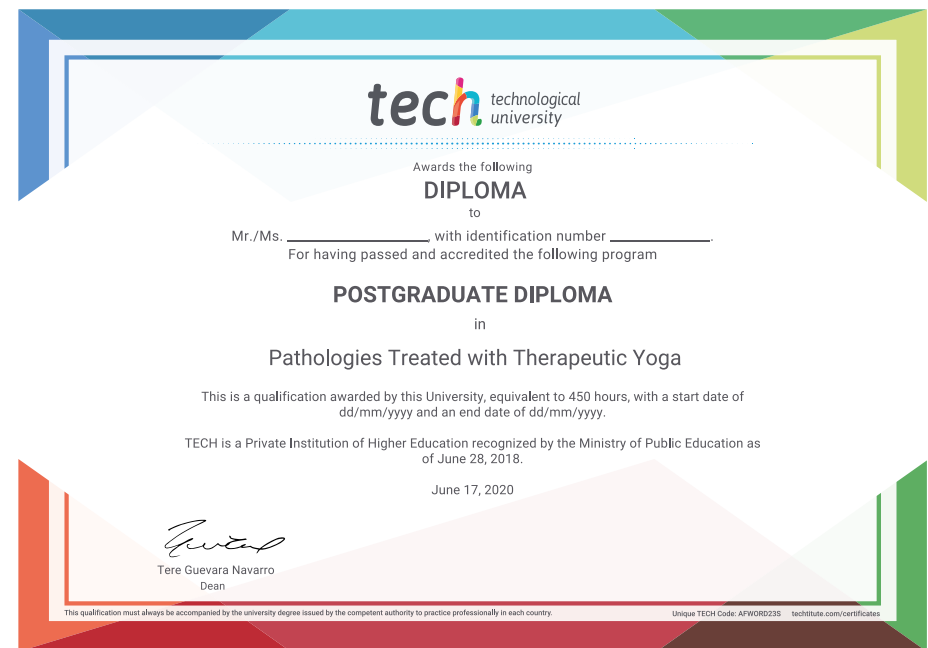 tech technological
university
Awards the following
DIPLOMA
to
Mr./Ms. ____________, with identification number ____________.
For having passed and accredited the following program
POSTGRADUATE DIPLOMA
in
Pathologies Treated with Therapeutic Yoga
This is a qualification awarded by this University, equivalent to 450 hours, with a start date of
dd/mm/yyyy and an end date of dd/mm/yyyy.
TECH is a Private Institution of Higher Education recognized by the Ministry of Public Education as
of June 28, 2018.
June 17, 2020
Tere Guevara Navarro
Dean
This qualification must always be accompanied by the university degree issued by the competent authority to practice professionally in each country.
Unique TECH Code: AFWORD23S techtitute.com/certificates